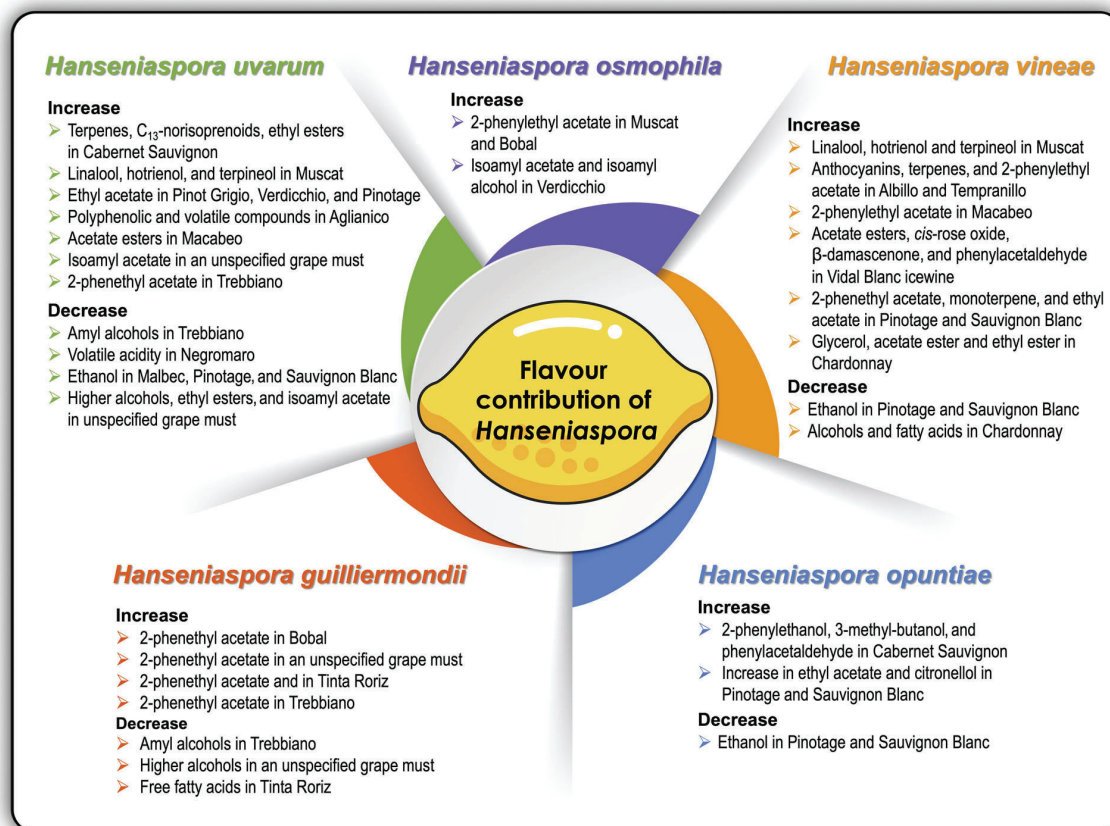 Hanseniaspora uvarum
Increase
➢ Terpenes, C₁₃-norisoprenoids, ethyl esters
in Cabernet Sauvignon
➢ Linalool, hotrienol, and terpineol in Muscat
➢ Ethyl acetate in Pinot Grigio, Verdicchio, and Pinotage
➢ Polyphenolic and volatile compounds in Aglianico
➢ Acetate esters in Macabeo
➢ Isoamyl acetate in an unspecified grape must
➢ 2-phenethyl acetate in Trebbiano
Decrease
➢ Amyl alcohols in Trebbiano
➢ Volatile acidity in Negromaro
➢ Ethanol in Malbec, Pinotage, and Sauvignon Blanc
➢ Higher alcohols, ethyl esters, and isoamyl acetate
in unspecified grape must
Hanseniaspora osmophila
Increase
➢ 2-phenylethyl acetate in Muscat
and Bobal
➢ Isoamyl acetate and isoamyl
alcohol in Verdicchio
Hanseniaspora vineae
Increase
➢ Linalool, hotrienol and terpineol in Muscat
➢ Anthocyanins, terpenes, and 2-phenylethyl
acetate in Albillo and Tempranillo
➢ 2-phenylethyl acetate in Macabeo
➢ Acetate esters, cis-rose oxide,
β-damascenone, and phenylacetaldehyde
in Vidal Blanc icewine
➢ 2-phenethyl acetate, monoterpene, and ethyl
acetate in Pinotage and Sauvignon Blanc
➢ Glycerol, acetate ester and ethyl ester in
Chardonnay
Decrease
➢ Ethanol in Pinotage and Sauvignon Blanc
➢ Alcohols and fatty acids in Chardonnay
Flavour
contribution of
Hanseniaspora
Hanseniaspora guilliermondii
Increase
➢ 2-phenethyl acetate in Bobal
➢ 2-phenethyl acetate in an unspecified grape must
➢ 2-phenethyl acetate and in Tinta Roriz
➢ 2-phenethyl acetate in Trebbiano
Decrease
➢ Amyl alcohols in Trebbiano
➢ Higher alcohols in an unspecified grape must
➢ Free fatty acids in Tinta Roriz
Hanseniaspora opuntiae
Increase
➢ 2-phenylethanol, 3-methyl-butanol, and
phenylacetaldehyde in Cabernet Sauvignon
➢ Increase in ethyl acetate and citronellol in
Pinotage and Sauvignon Blanc
Decrease
➢ Ethanol in Pinotage and Sauvignon Blanc